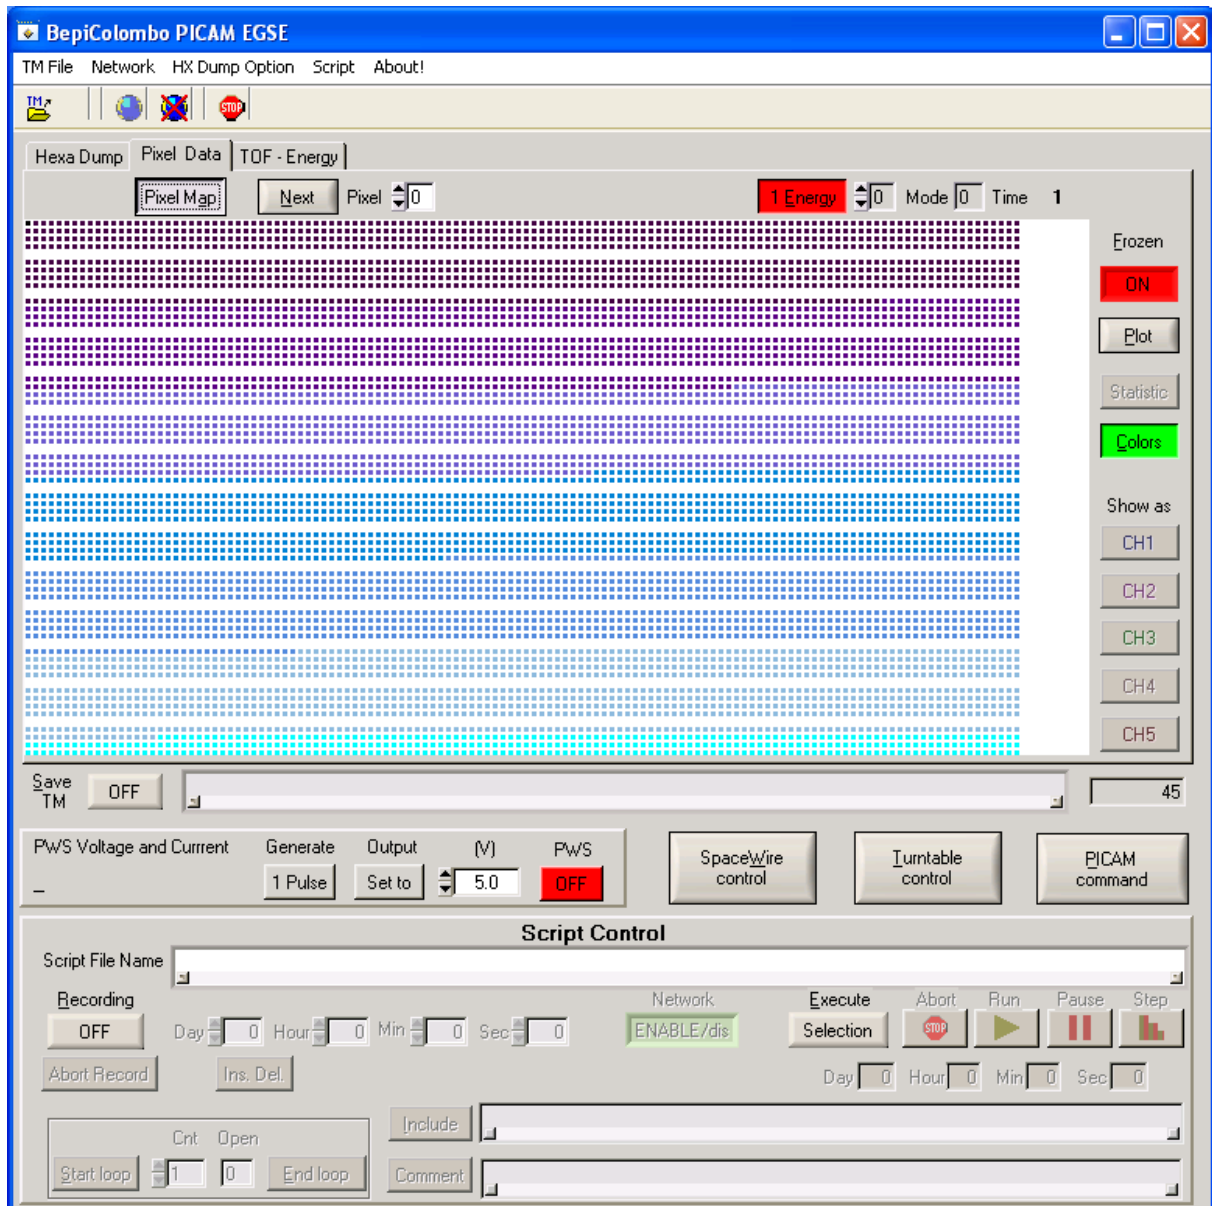 BepiColombo PICAM EGSE
TM File Network HX Dump Option Script About!
TM STOP
Hexa Dump Pixel Data TOF - Energy
Pixel Map Next Pixel 0 1 Energy 0 Mode 0 Time 1
Frozen
ON
Plot
Statistic
Colors
Show as
CH1
CH2
CH3
CH4
CH5
Save
TM OFF 45
PWS Voltage and Currrent Generate Output (V) PWS
_ 1 Pulse Set to 5.0 OFF
SpaceWire
control
Turntable
control
PICAM
command
Script Control
Script File Name
Recording Network Execute Abort Run Pause Step
OFF Day 0 Hour 0 Min 0 Sec 0 ENABLE/dis Selection STOP
Abort Record Ins. Del. Day 0 Hour 0 Min 0 Sec 0
Include
Cnt Open
Start loop 1 0 End loop Comment